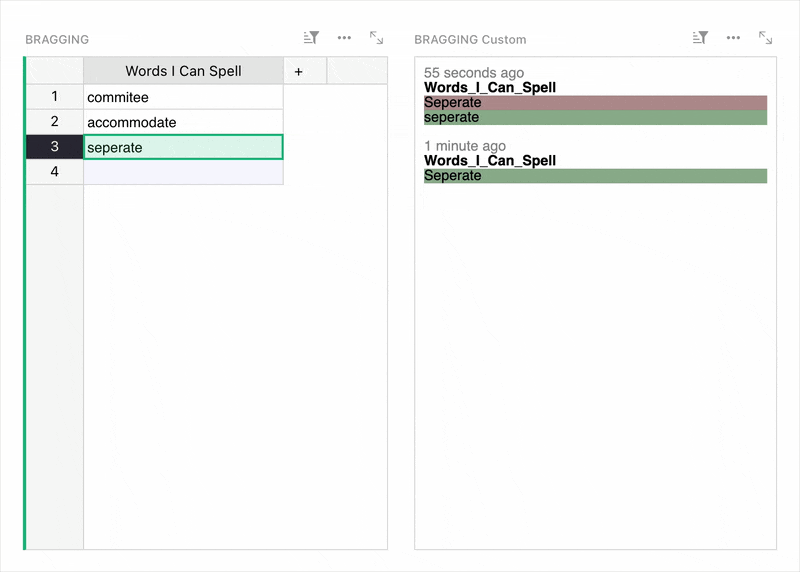 BRAGGING
Words I Can Spell +
1 commitee
2 accommodate
3 seperate
4
BRAGGING Custom
55 seconds ago
Words_I_Can_Spell
Seperate
seperate
1 minute ago
Words_I_Can_Spell
Seperate